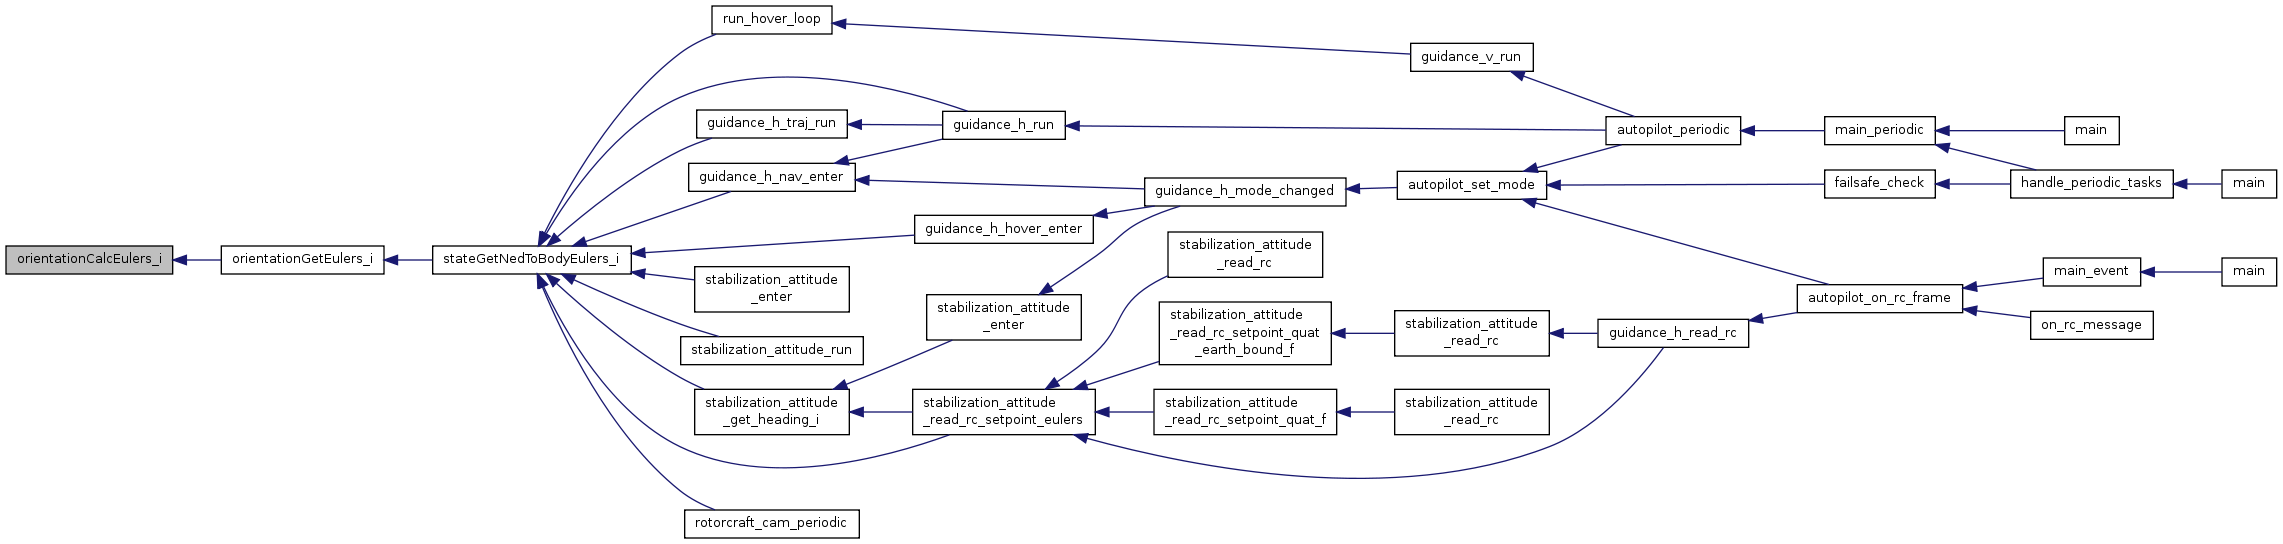 run_hover_loop
guidance_v_run
guidance_h_traj_run
guidance_h_run
autopilot_periodic
main_periodic
main
guidance_h_nav_enter
guidance_h_mode_changed
autopilot_set_mode
failsafe_check
handle_periodic_tasks
main
guidance_h_hover_enter
orientationCalcEulers_i
orientationGetEulers_i
stateGetNedToBodyEulers_i
stabilization_attitude
_read_rc
stabilization_attitude
_enter
main_event
main
stabilization_attitude
_enter
autopilot_on_rc_frame
on_rc_message
stabilization_attitude_run
stabilization_attitude
_read_rc_setpoint_quat
_earth_bound_f
stabilization_attitude
_read_rc
guidance_h_read_rc
stabilization_attitude
_get_heading_i
stabilization_attitude
_read_rc_setpoint_eulers
stabilization_attitude
_read_rc_setpoint_quat_f
stabilization_attitude
_read_rc
rotorcraft_cam_periodic